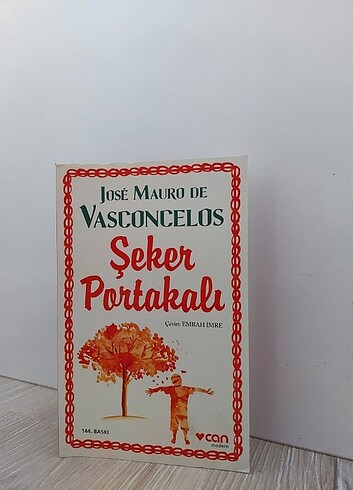 JOSÉ MAURO DE
VASCONCELOS
Şeker
Portakalı
Çeviri: EMRAH İMRE
144. BASKI
can
modern